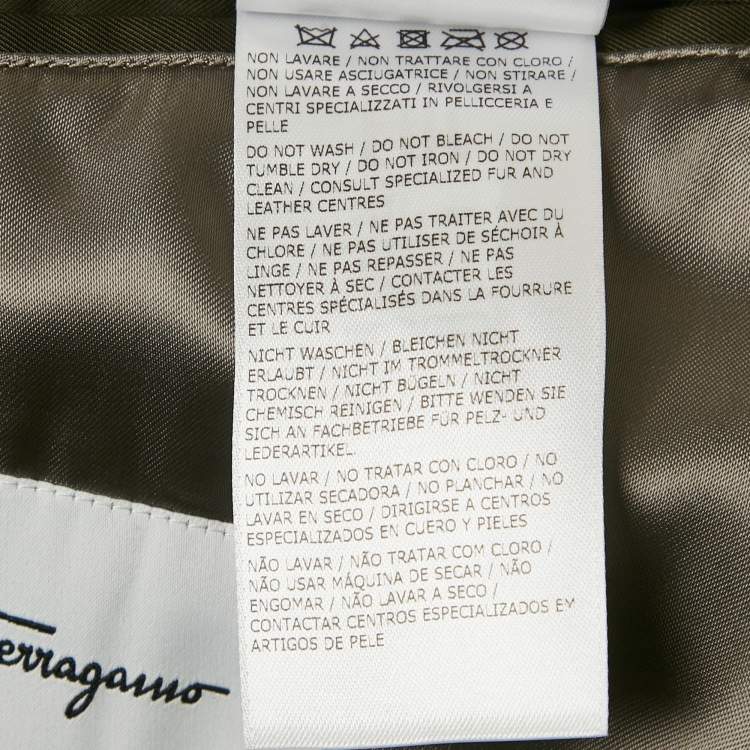 NON LAVARE / NON TRATTARE CON CLORO /
NON USARE ASCIUGATRICE / NON STIRARE /
NON LAVARE A SECCO / RIVOLGERSI A
CENTRI SPECIALIZZATI IN PELLICCERIA E
PELLE
DO NOT WASH / DO NOT BLEACH / DO NOT
TUMBLE DRY / DO NOT IRON / DO NOT DRY
CLEAN / CONSULT SPECIALIZED FUR AND
LEATHER CENTRES
NE PAS LAVER / NE PAS TRAITER AVEC DU
CHLORE / NE PAS UTILISER DE SÉCHOIR À
LINGE / NE PAS REPASSER / NE PAS
NETTOYER À SEC / CONTACTER LES
CENTRES SPÉCIALISÉS DANS LA FOURRURE
ET LE CUIR
NICHT WASCHEN / BLEICHEN NICHT
ERLAUBT / NICHT IM TROMMELTROCKNER
TROCKNEN / NICHT BÜGELN / NICHT
CHEMISCH REINIGEN / BITTE WENDEN SIE
SICH AN FACHBETRIEBE FÜR PELZ- UND
LEDERARTIKEL.
NO LAVAR / NO TRATAR CON CLORO / NO
UTILIZAR SECADORA / NO PLANCHAR / NO
LAVAR EN SECO / DIRIGIRSE A CENTROS
ESPECIALIZADOS EN CUERO Y PIELES
NÃO LAVAR / NÃO TRATAR COM CLORO /
NÃO USAR MÁQUINA DE SECAR / NÃO
ENGOMAR / NÃO LAVAR A SECO /
CONTACTAR CENTROS ESPECIALIZADOS EM
ARTIGOS DE PELE
Ferragamo